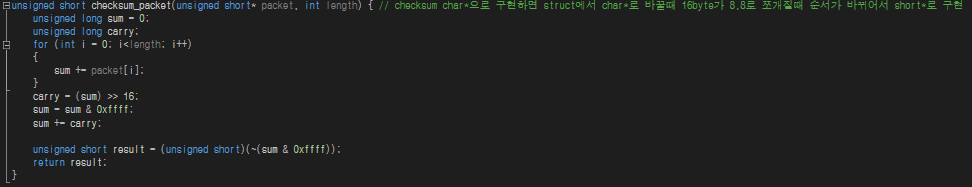 unsigned short checksum_packet(unsigned short* packet, int length) { // checksum char*으로 구현하면 struct에서 char*로 바꿀때 16byte가 8,8로 쪼개질때 순서가 바뀌어서 short*로 구현
    unsigned long sum = 0;
    unsigned long carry;
    for (int i = 0; i<length; i++)
    {
        sum += packet[i];
    }
    carry = (sum) >> 16;
    sum = sum & 0xffff;
    sum += carry;

    unsigned short result = (unsigned short)(~(sum & 0xffff));
    return result;
}